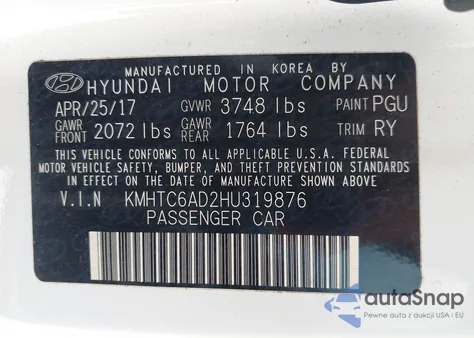 MANUFACTURED IN KOREA BY
HYUNDAI MOTOR COMPANY
APR/25/17 GVWR 3748 lbs PAINT PGU
GAWR FRONT 2072 lbs GAWR REAR 1764 lbs TRIM RY
THIS VEHICLE CONFORMS TO ALL APPLICABLE U.S.A. FEDERAL
MOTOR VEHICLE SAFETY, BUMPER, AND THEFT PREVENTION STANDARDS
IN EFFECT ON THE DATE OF MANUFACTURE SHOWN ABOVE.
V.I.N KMHTC6AD2HU319876
PASSENGER CAR
autoSnap
Pewne auta z aukcji USA i EU